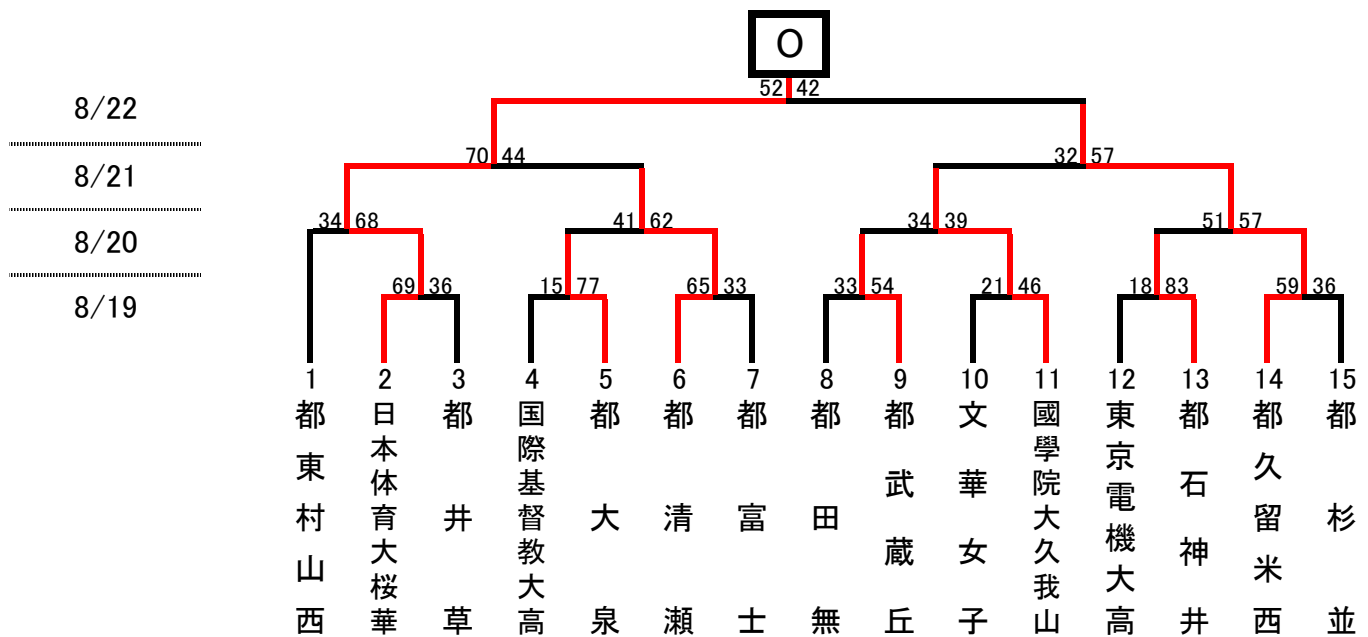 O
52 42
8/22
70 44
32 57
8/21
34 68
41 62
34 39
51 57
8/20
69 36
15 77
65 33
33 54
21 46
18 83
59 36
8/19
1
2
3
4
5
6
7
8
9
10
11
12
13
14
15
都東村山西
日本体育大桜華
都井草
国際基督教大高
都大泉
都清瀬
都富士
都田無
都武蔵丘
文華女子
國學院大久我山
東京電機大高
都石神井
都久留米西
都杉並